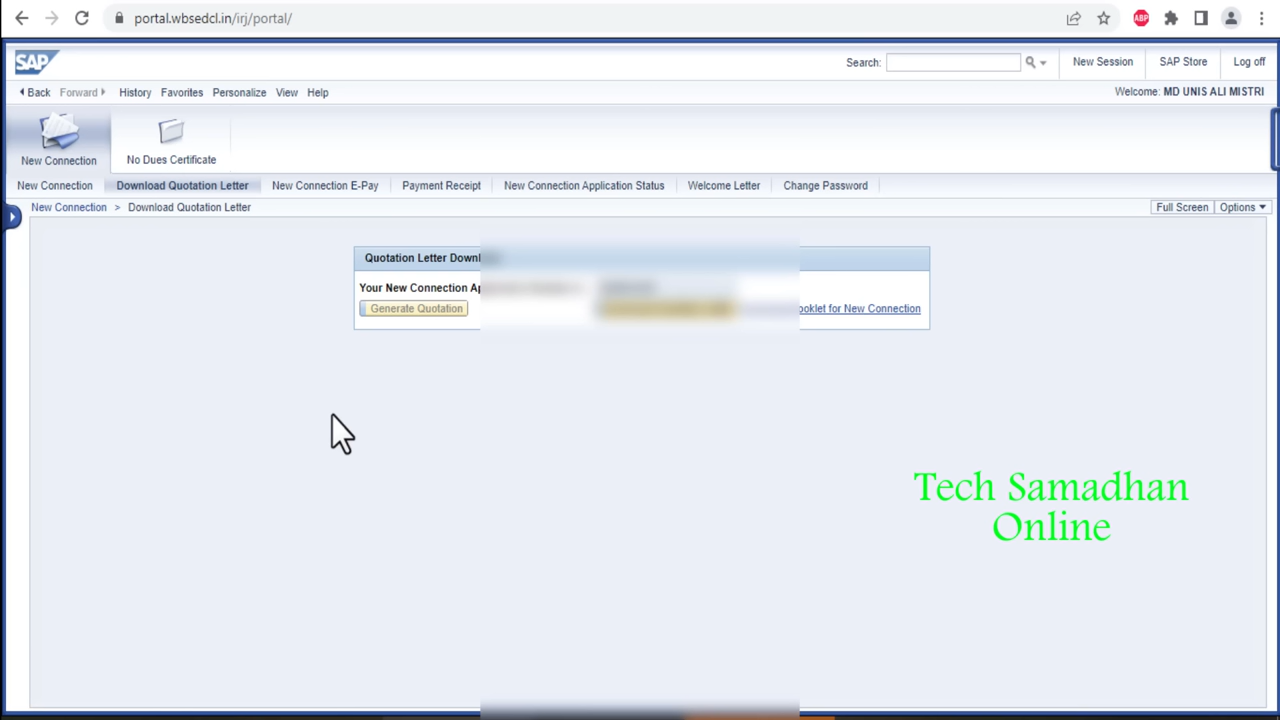 portal.wbsedcl.in/irj/portal/
ABP
SAP
Search:
New Session
SAP Store
Log off
Back
Forward
History
Favorites
Personalize
View
Help
Welcome: MD UNIS ALI MISTRI
New Connection
No Dues Certificate
New Connection
Download Quotation Letter
New Connection E-Pay
Payment Receipt
New Connection Application Status
Welcome Letter
Change Password
New Connection > Download Quotation Letter
Full Screen
Options
Quotation Letter Downl
Your New Connection Ap
Generate Quotation
ooklet for New Connection
Tech Samadhan
Online